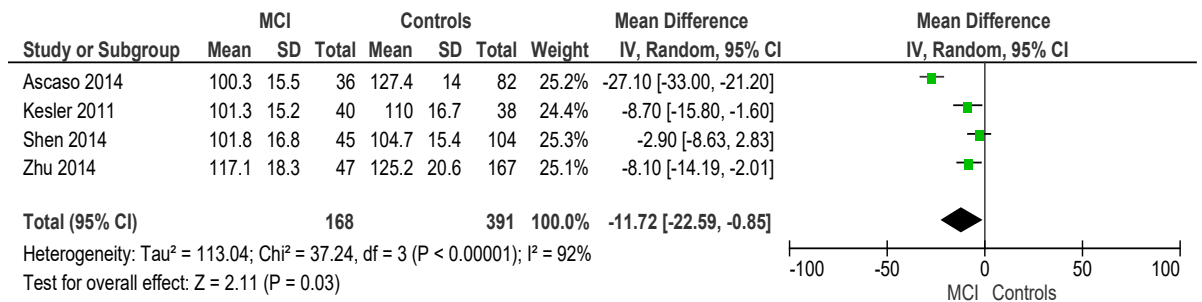 MCI Controls Mean Difference Mean Difference
Study or Subgroup Mean SD Total Mean SD Total Weight IV, Random, 95% CI IV, Random, 95% CI
Ascaso 2014 100.3 15.5 36 127.4 14 82 25.2% -27.10 [-33.00, -21.20]
Kesler 2011 101.3 15.2 40 110 16.7 38 24.4% -8.70 [-15.80, -1.60]
Shen 2014 101.8 16.8 45 104.7 15.4 104 25.3% -2.90 [-8.63, 2.83]
Zhu 2014 117.1 18.3 47 125.2 20.6 167 25.1% -8.10 [-14.19, -2.01]
Total (95% CI) 168 391 100.0% -11.72 [-22.59, -0.85]
Heterogeneity: Tau² = 113.04; Chi² = 37.24, df = 3 (P < 0.00001); I² = 92%
Test for overall effect: Z = 2.11 (P = 0.03)
-100 -50 0 50 100
MCI Controls